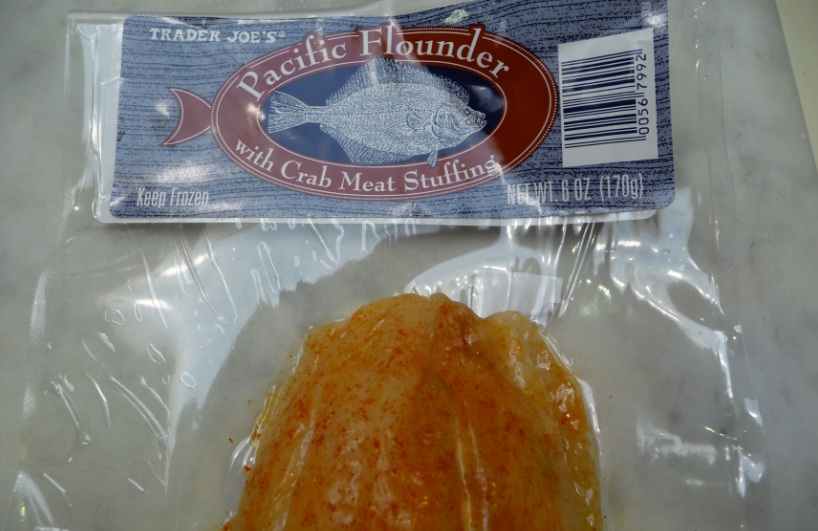 TRADER JOE'S®
Pacific Flounder
with Crab Meat Stuffing
Keep Frozen
NET WT. 6 OZ (170g)
0056 7992